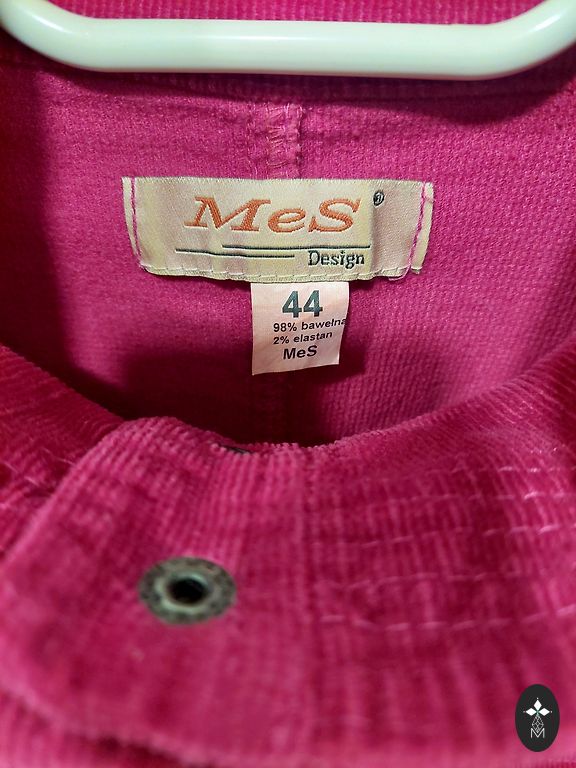 MeS ®
Design
44
98% bawełna
2% elastan
MeS